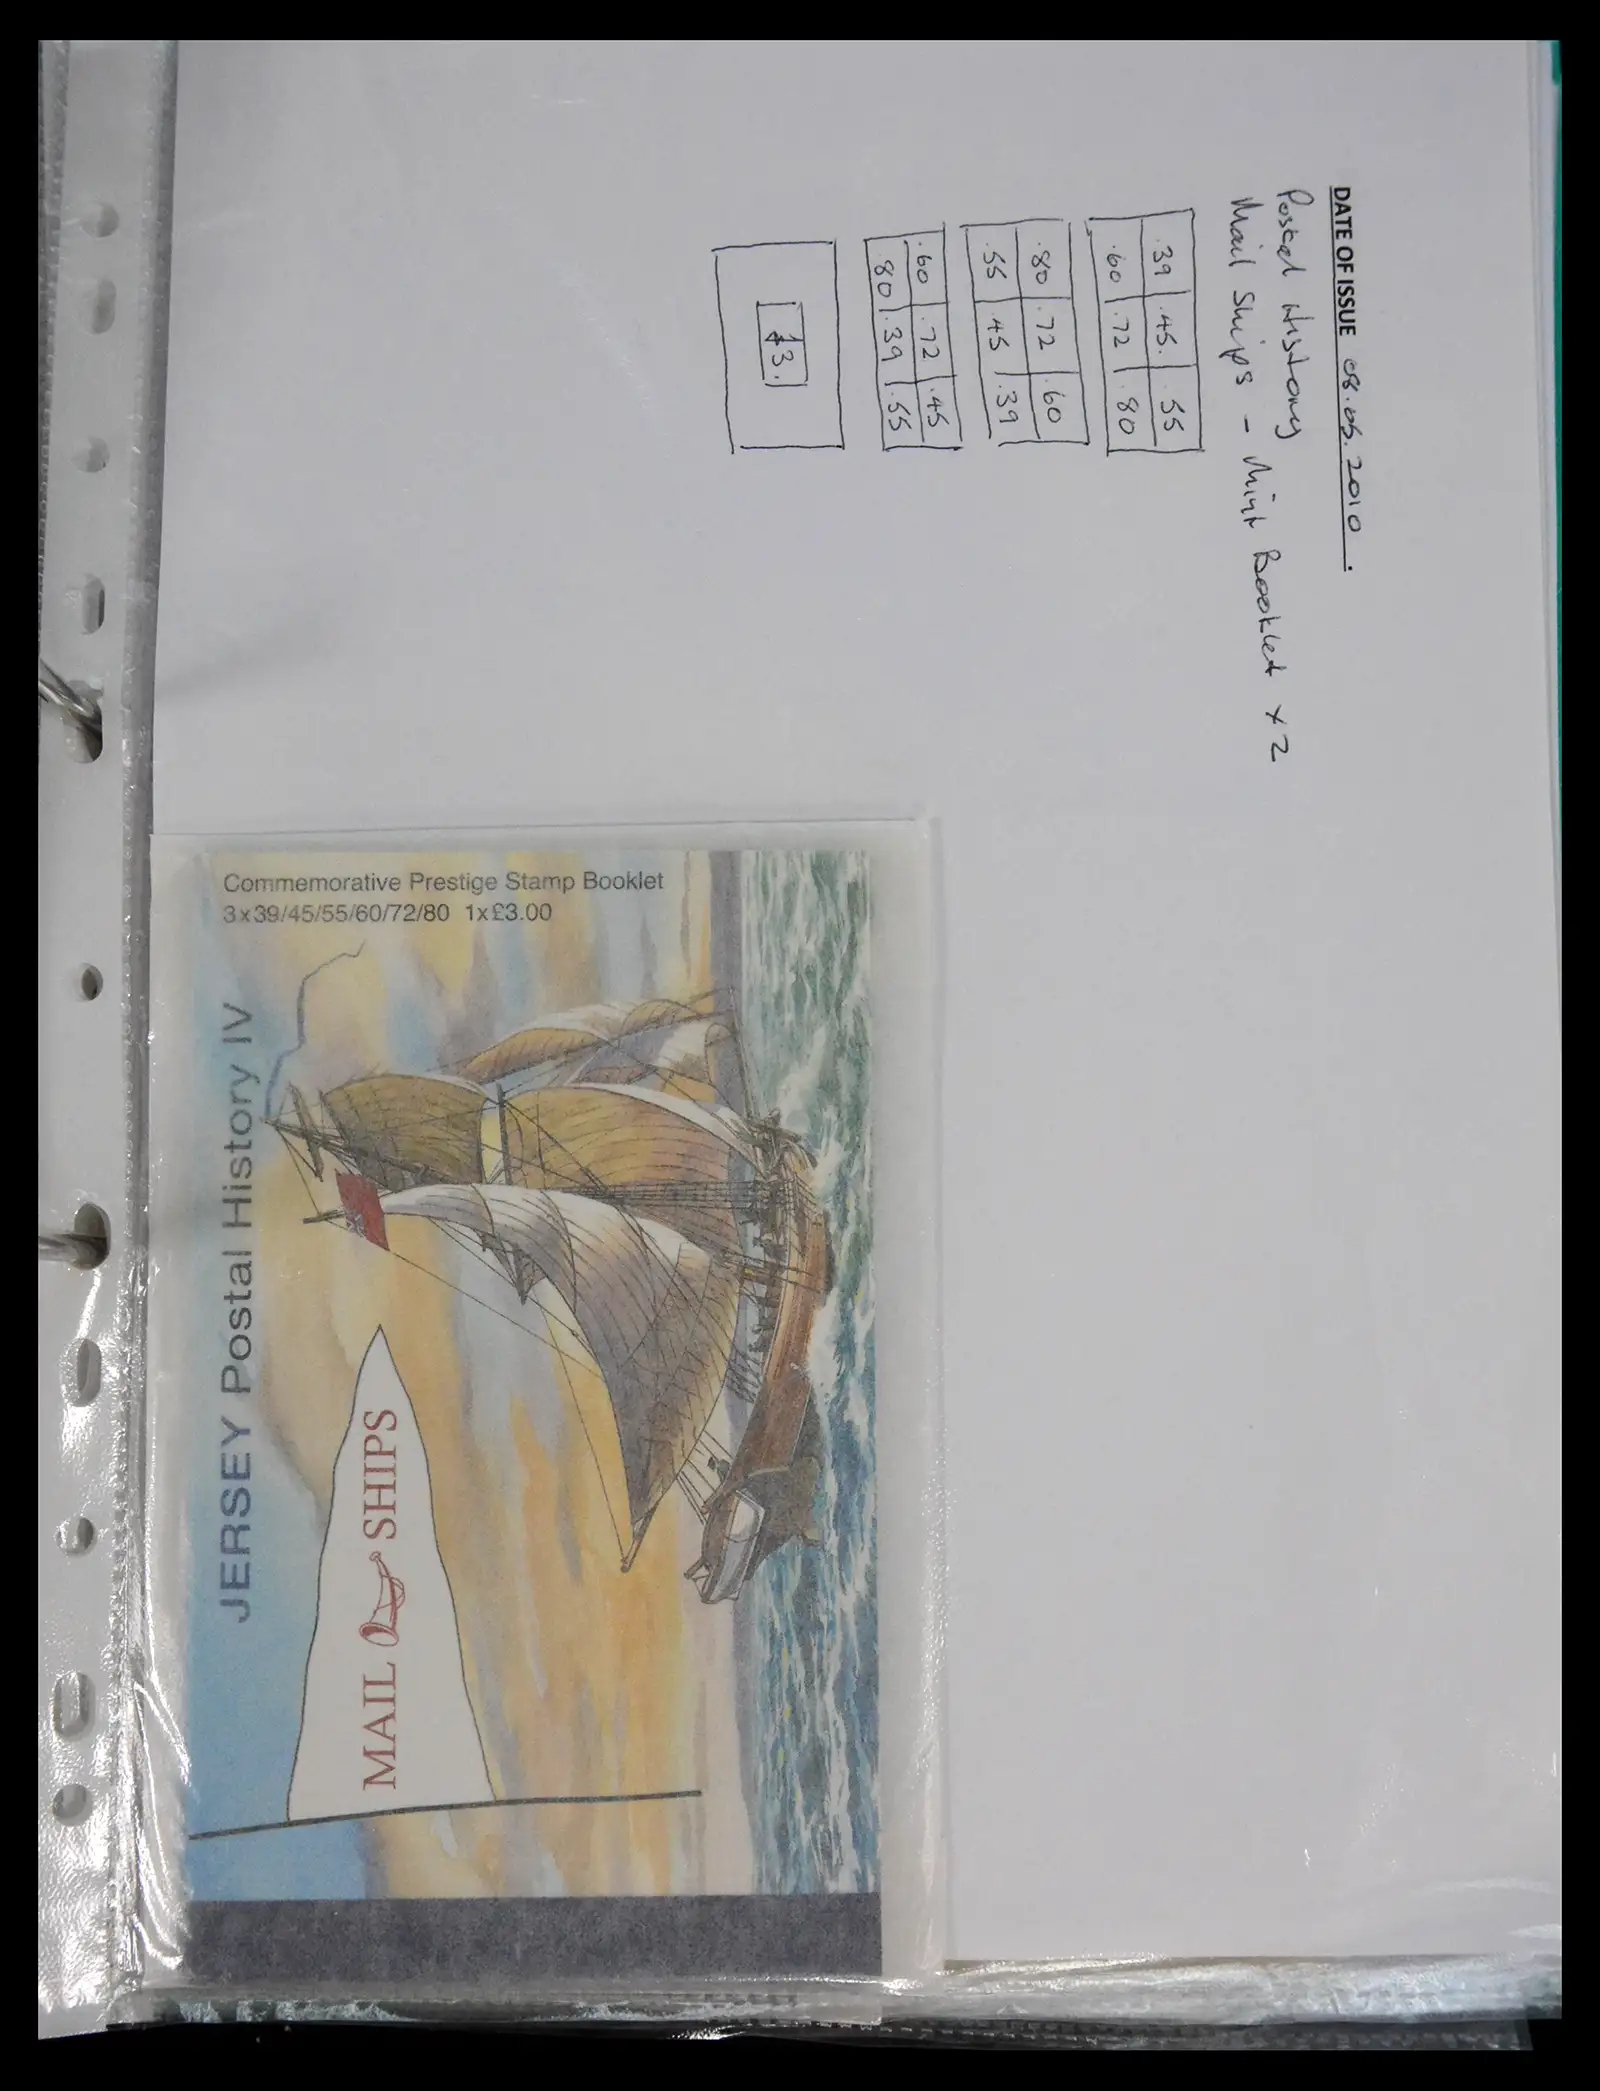 DATE OF ISSUE 08.06.2010.
Postal History
Mail Ships - Mint Booklet x 2
.39 .45. .55
.60 .72 .80
.80 .72 .60
.55 .45 .39
.60 .72 .45
.80 .39 .55
£3.
Commemorative Prestige Stamp Booklet
3x39/45/55/60/72/80 1x£3.00
JERSEY Postal History IV
MAIL SHIPS